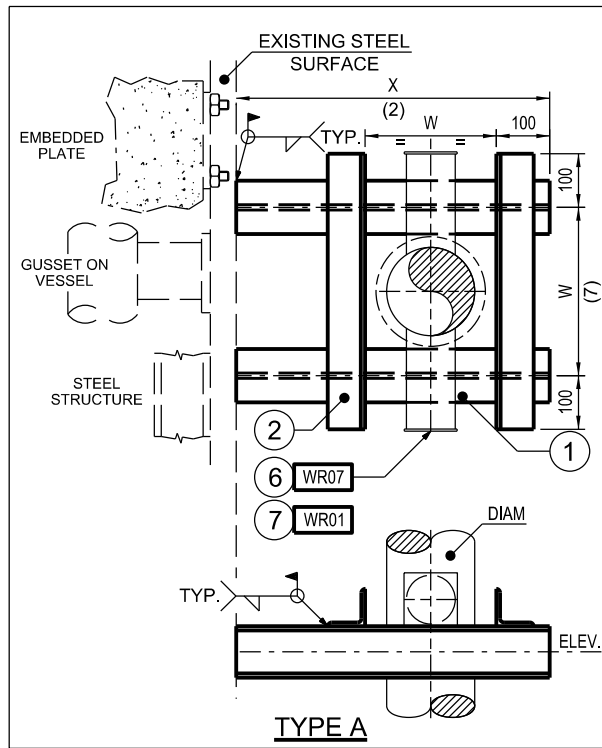 EXISTING STEEL
SURFACE
X
(2)
TYP.
W
100
=
=
EMBEDDED
PLATE
100
GUSSET ON
VESSEL
W
(7)
STEEL
STRUCTURE
100
2
1
6 WR07
7 WR01
DIAM
TYP.
ELEV.
TYPE A